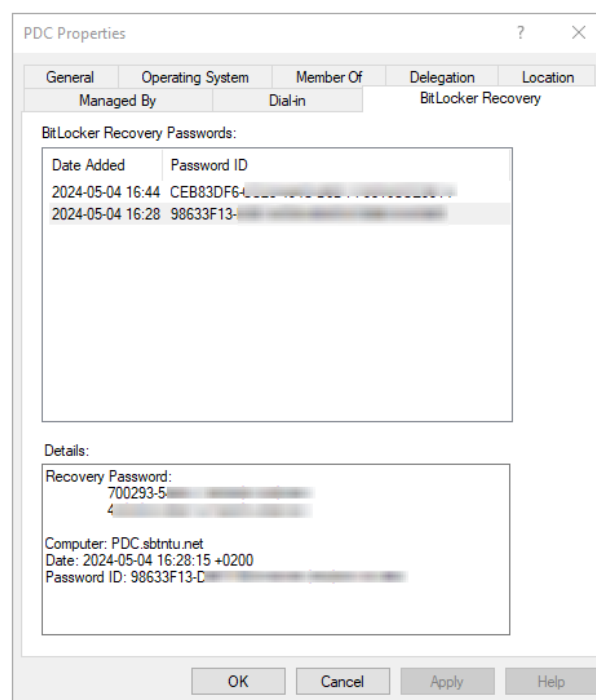 PDC Properties
?
General Operating System Member Of Delegation Location
Managed By Dial-in BitLocker Recovery
BitLocker Recovery Passwords:
Date Added Password ID
2024-05-04 16:44 CEB83DF6-
2024-05-04 16:28 98633F13-
Details:
Recovery Password:
700293-5
4
Computer: PDC.sbtntu.net
Date: 2024-05-04 16:28:15 +0200
Password ID: 98633F13-D
OK Cancel Apply Help